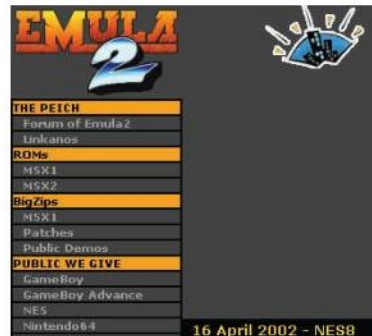 EMULA
2
THE PEICH
Forum of Emula2
Linkanos
ROMs
MSX1
MSX2
BigZips
MSX1
Patches
Public Demos
PUBLIC WE GIVE
GameBoy
GameBoy Advance
NES
Nintendo64
16 April 2002 - NES8